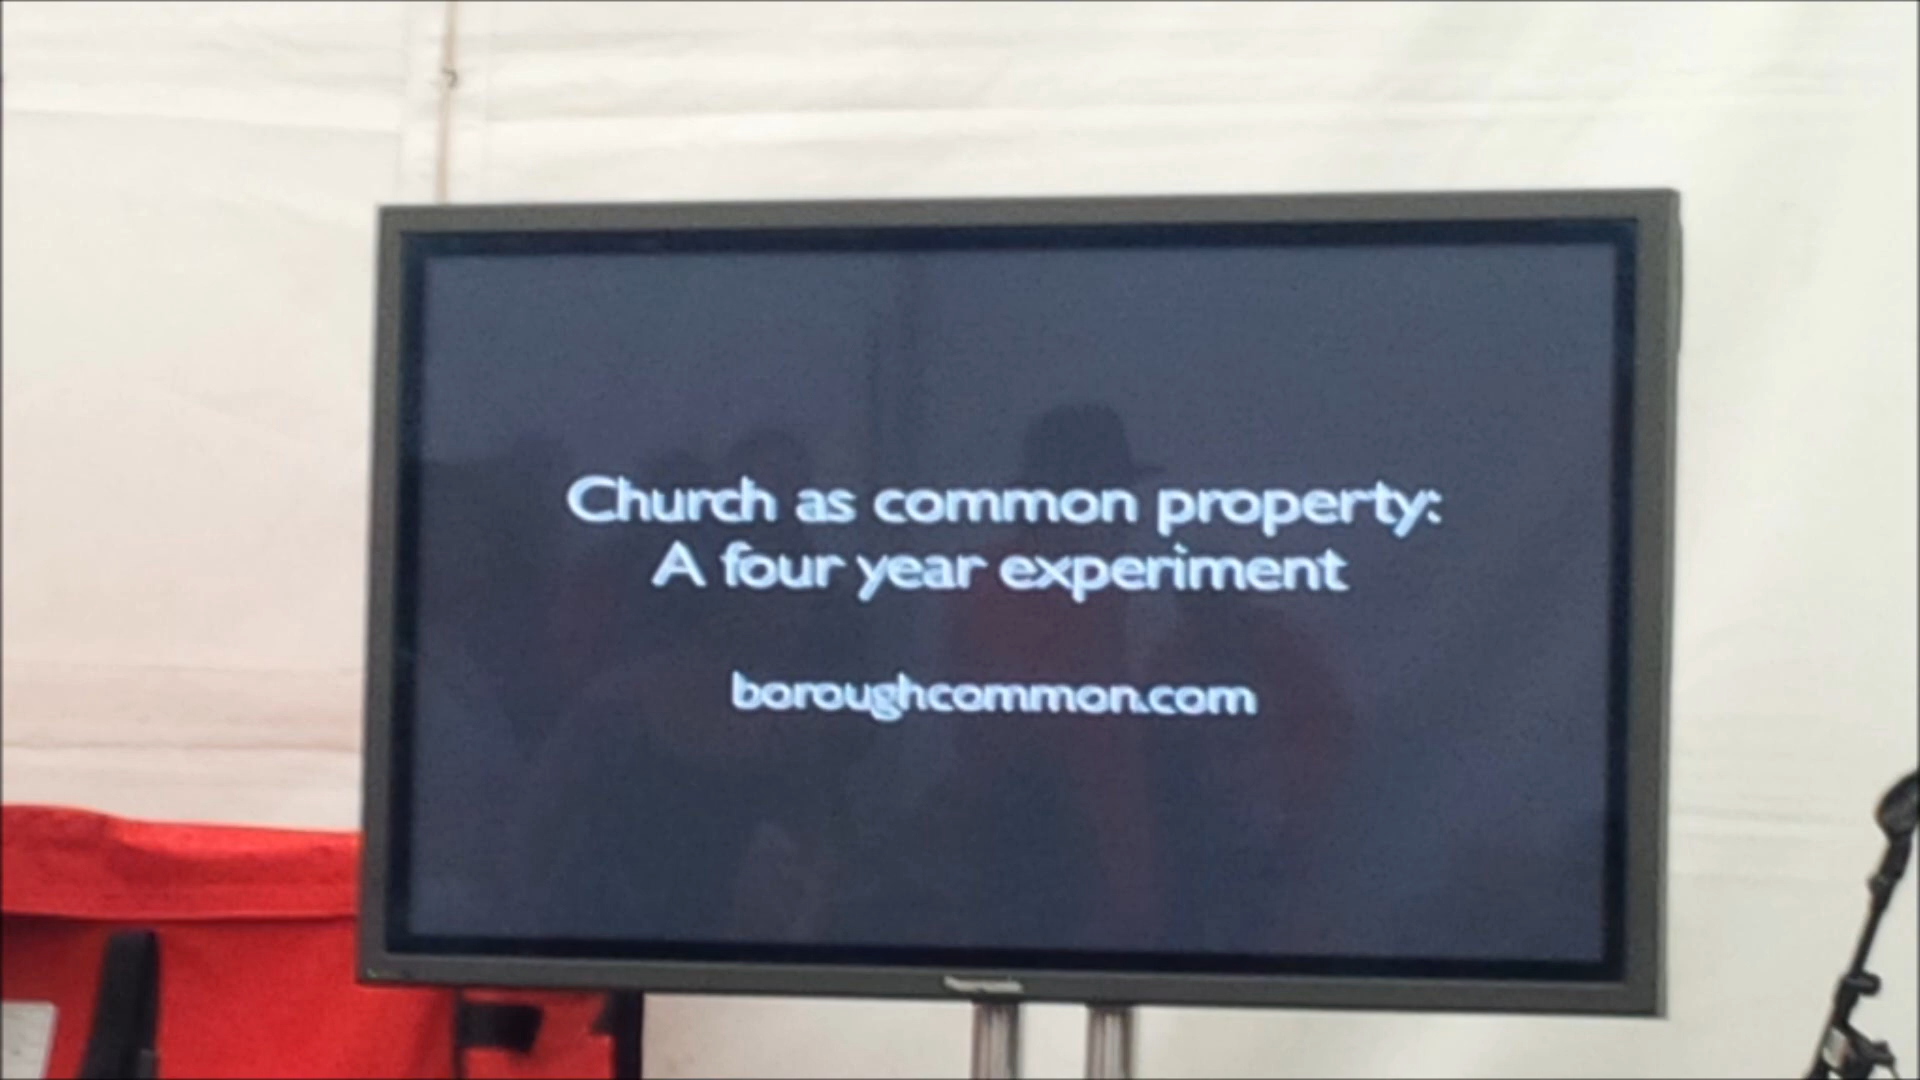 Church as common property:
A four year experiment
boroughcommon.com